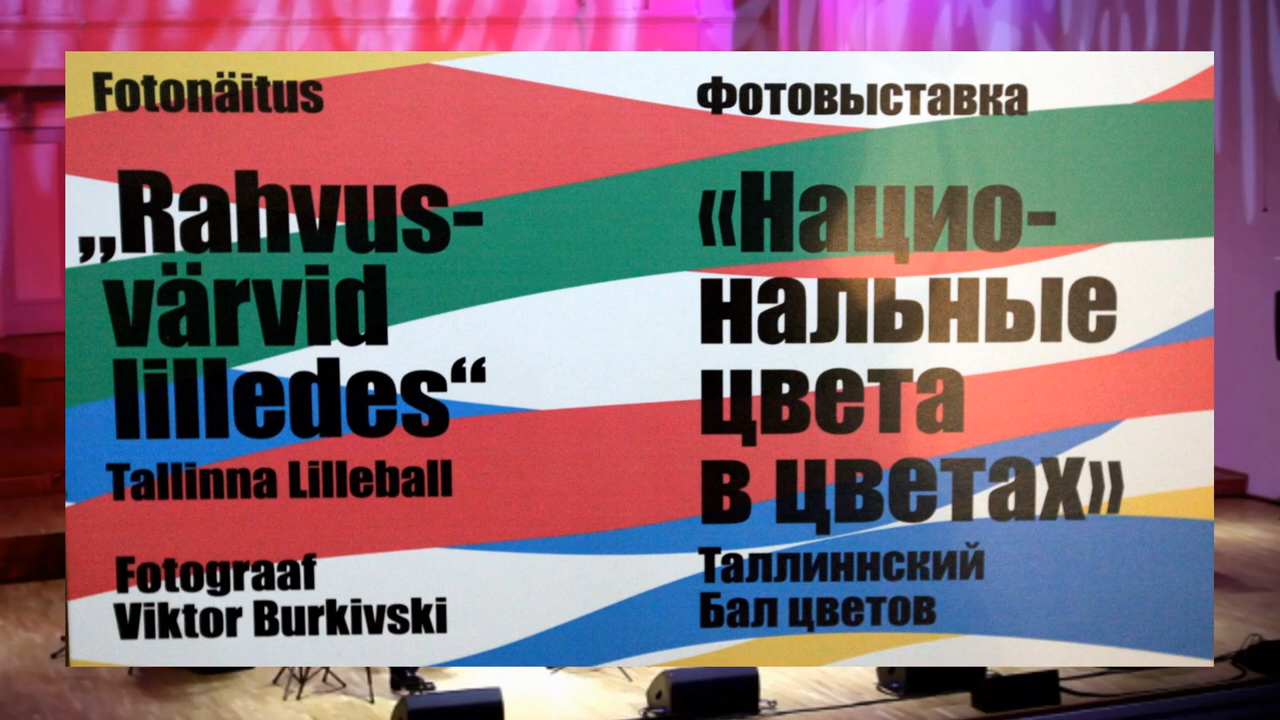 Fotonäitus
„Rahvus-
värvid
lilledes“
Tallinna Lilleball
Fotograaf
Viktor Burkivski
Фотовыставка
«Нацио-
нальные
цвета
в цветах»
Таллиннский
Бал цветов